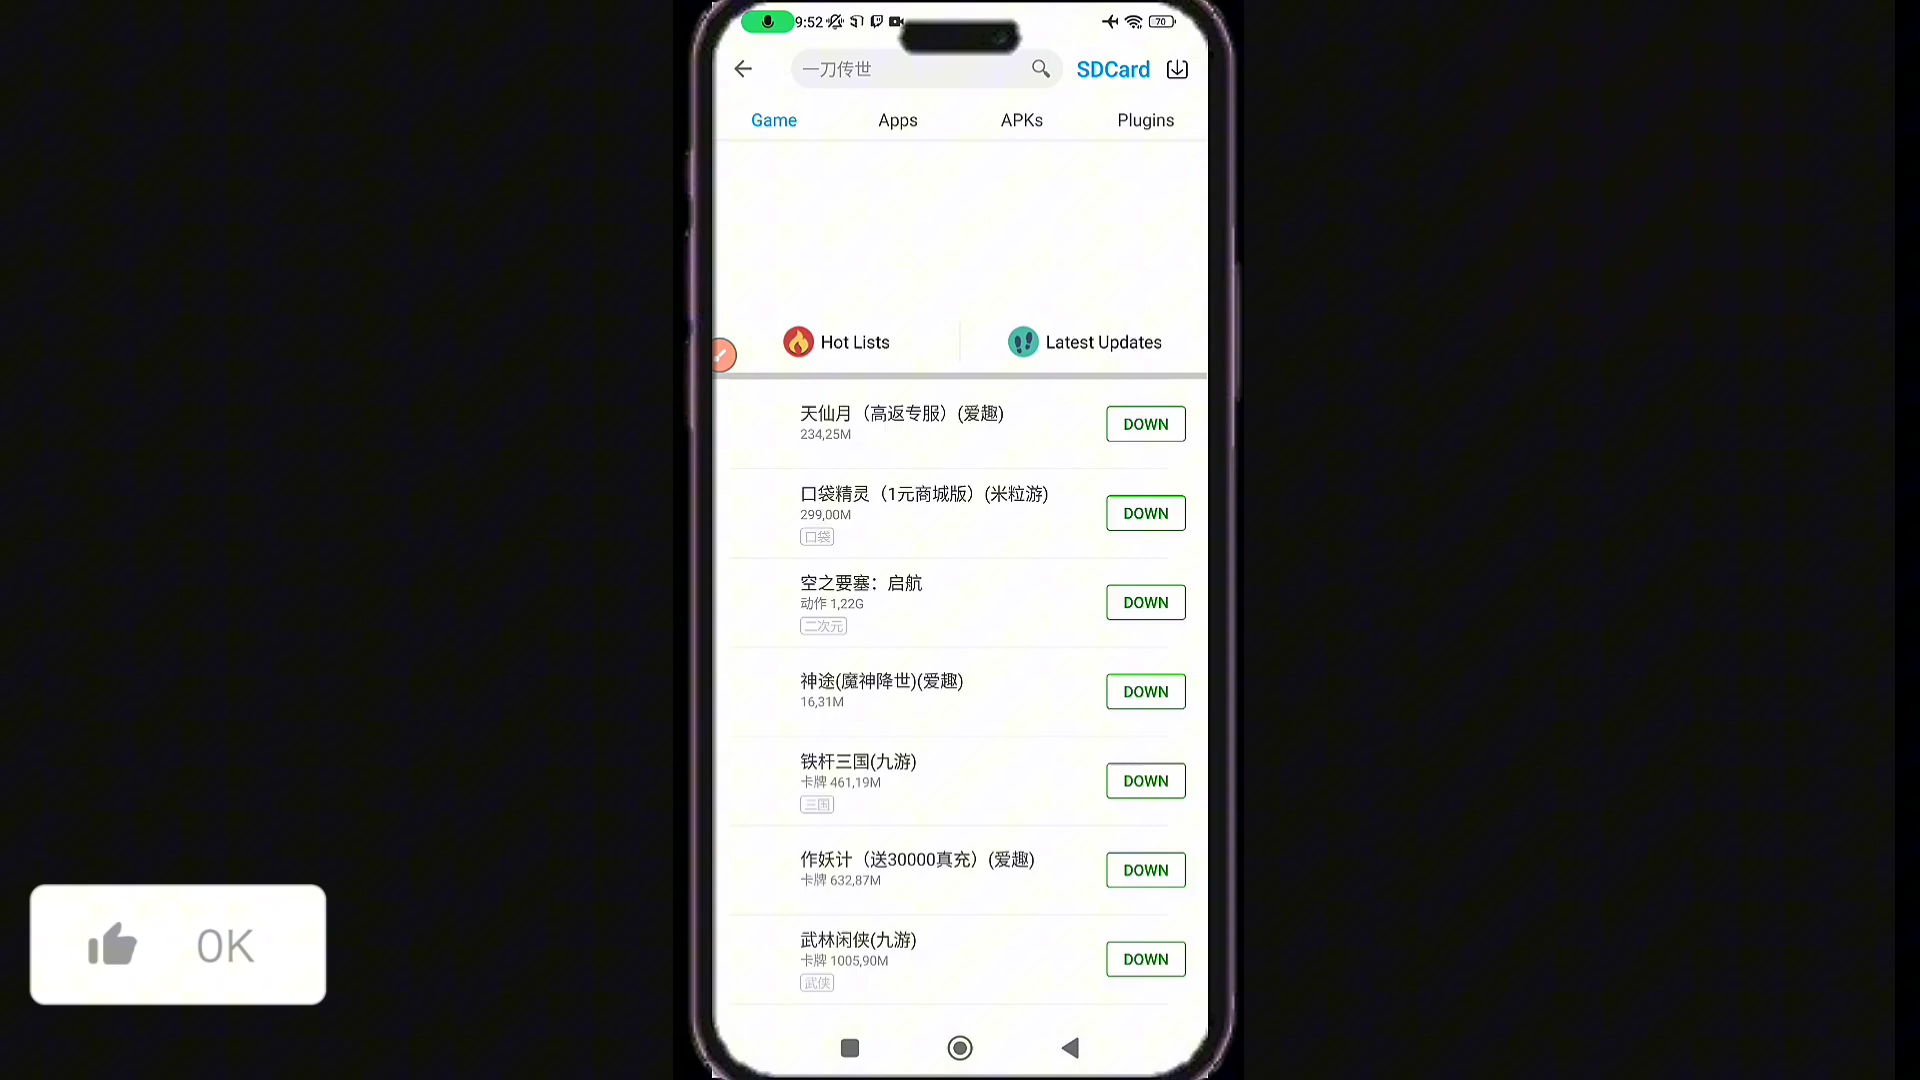 9:52
70
一刀传世
SDCard
Game
Apps
APKs
Plugins
Hot Lists
Latest Updates
天仙月（高返专服）(爱趣)
234,25M
DOWN
口袋精灵（1元商城版）(米粒游)
299,00M
口袋
DOWN
空之要塞：启航
动作 1,22G
二次元
DOWN
神途(魔神降世)(爱趣)
16,31M
DOWN
铁杆三国(九游)
卡牌 461,19M
三国
DOWN
作妖计（送30000真充）(爱趣)
卡牌 632,87M
DOWN
武林闲侠(九游)
卡牌 1005,90M
武侠
DOWN
0K